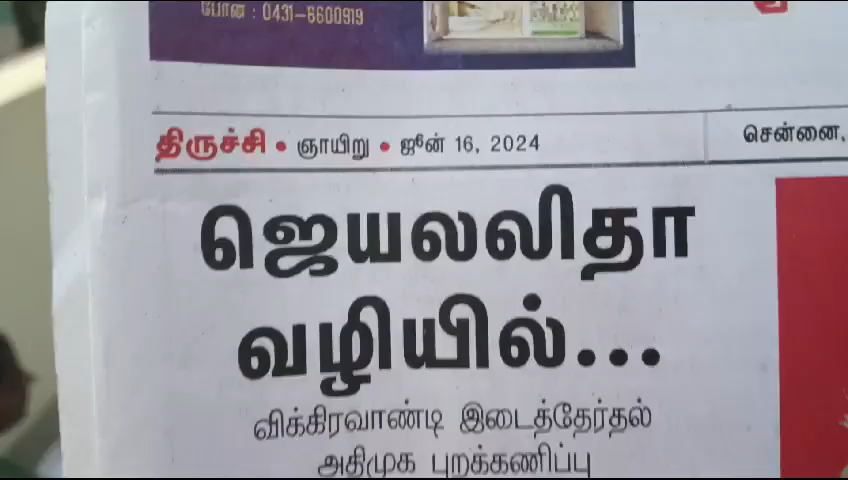 போன : 0431-6600919
திருச்சி • ஞாயிறு • ஜூன் 16, 2024
சென்னை,
ஜெயலலிதா
வழியில்...
விக்கிரவாண்டி இடைத்தேர்தல்
அதிமுக புறக்கணிப்பு